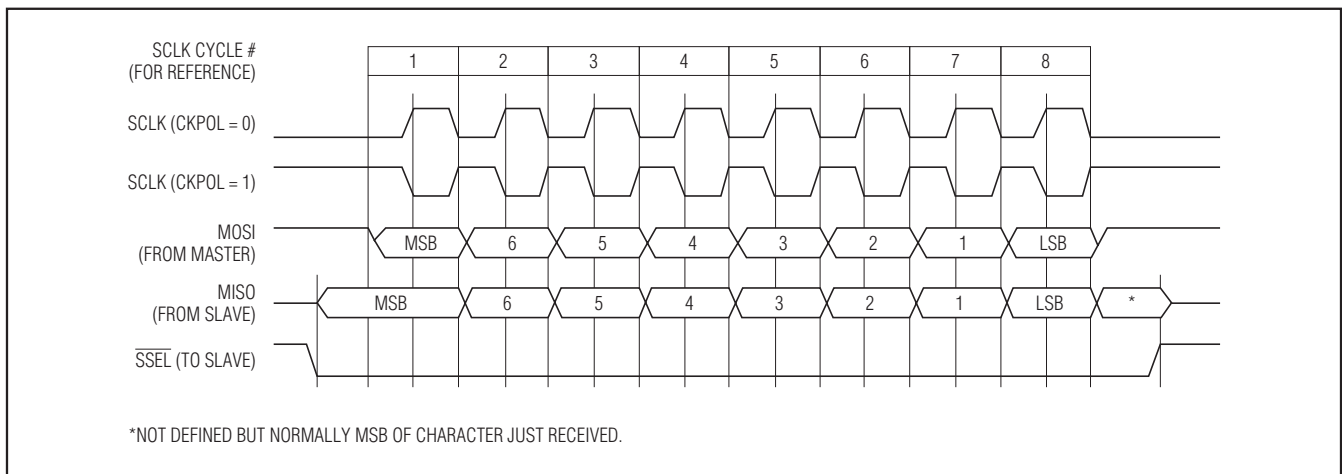 SCLK CYCLE #
(FOR REFERENCE)
1 2 3 4 5 6 7 8
SCLK (CKPOL = 0)
SCLK (CKPOL = 1)
MOSI
(FROM MASTER)
MSB 6 5 4 3 2 1 LSB
MISO
(FROM SLAVE)
MSB 6 5 4 3 2 1 LSB *
SSEL (TO SLAVE)
*NOT DEFINED BUT NORMALLY MSB OF CHARACTER JUST RECEIVED.